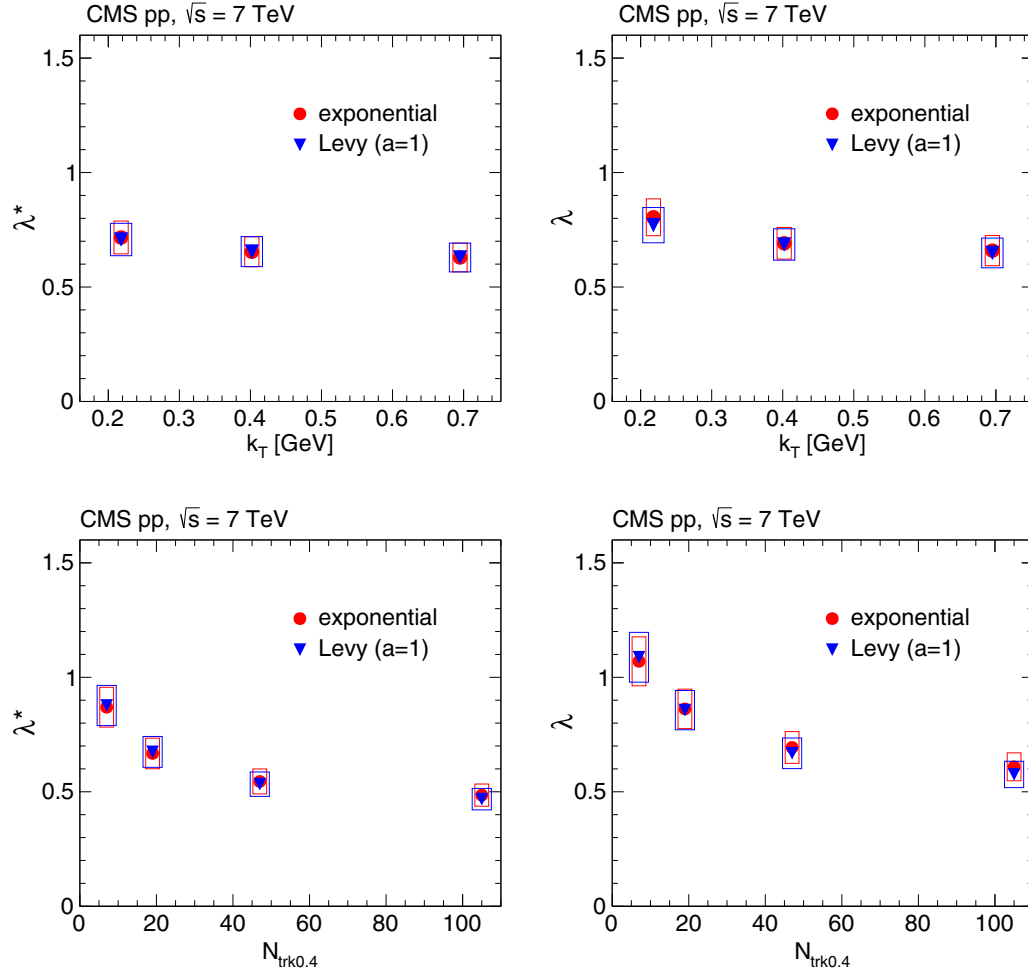 CMS pp, √s = 7 TeV
λ*
1.5
1
0.5
0
exponential
Levy (a=1)
0.2 0.3 0.4 0.5 0.6 0.7
k_T [GeV]
CMS pp, √s = 7 TeV
λ
1.5
1
0.5
0
exponential
Levy (a=1)
0.2 0.3 0.4 0.5 0.6 0.7
k_T [GeV]
CMS pp, √s = 7 TeV
λ*
1.5
1
0.5
0
exponential
Levy (a=1)
0 20 40 60 80 100
N_trk0.4
CMS pp, √s = 7 TeV
λ
1.5
1
0.5
0
exponential
Levy (a=1)
0 20 40 60 80 100
N_trk0.4